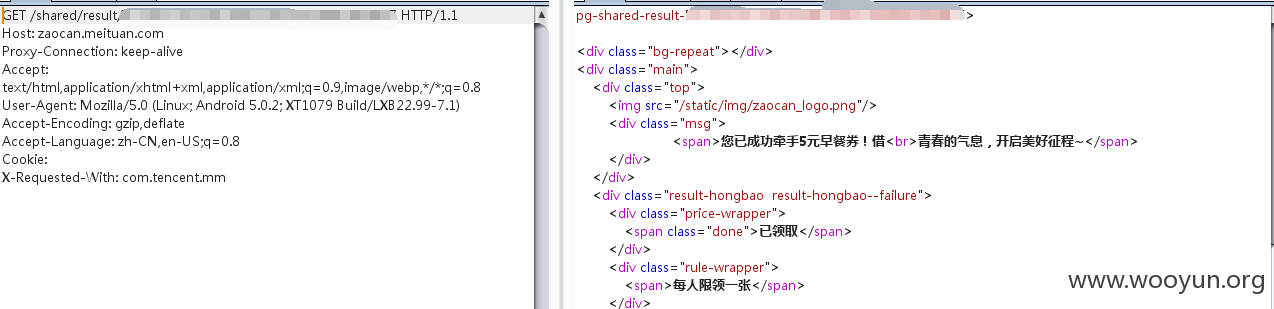 GET /shared/result/ HTTP/1.1
Host: zaocan.meituan.com
Proxy-Connection: keep-alive
Accept:
text/html,application/xhtml+xml,application/xml;q=0.9,image/webp,*/*;q=0.8
User-Agent: Mozilla/5.0 (Linux; Android 5.0.2; XT1079 Build/LXB22.99-7.1)
Accept-Encoding: gzip,deflate
Accept-Language: zh-CN,en-US;q=0.8
Cookie:
X-Requested-With: com.tencent.mm
pg-shared-result- >
<div class="bg-repeat"></div>
<div class="main">
<div class="top">
<img src="/static/img/zaocan_logo.png"/>
<div class="msg">
<span>您已成功牵手5元早餐券！借<br>青春的气息，开启美好征程~</span>
</div>
</div>
<div class="result-hongbao  result-hongbao--failure">
<div class="price-wrapper">
<span class="done">已领取</span>
</div>
<div class="rule-wrapper">
<span>每人限领一张</span>
</div>
www.wooyun.org